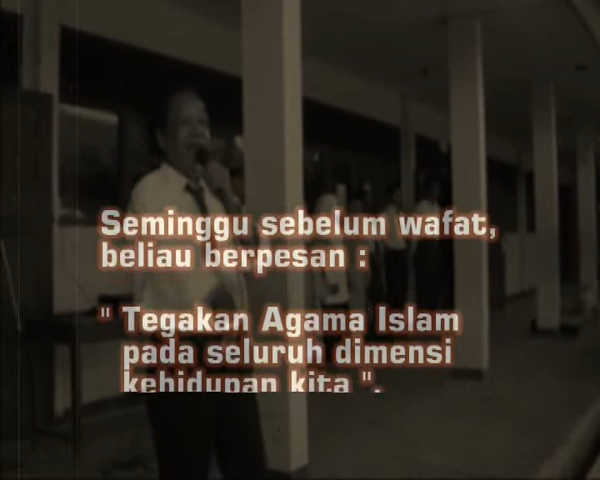 Seminggu sebelum wafat,
beliau berpesan :
" Tegakan Agama Islam
pada seluruh dimensi
kehidupan kita ".